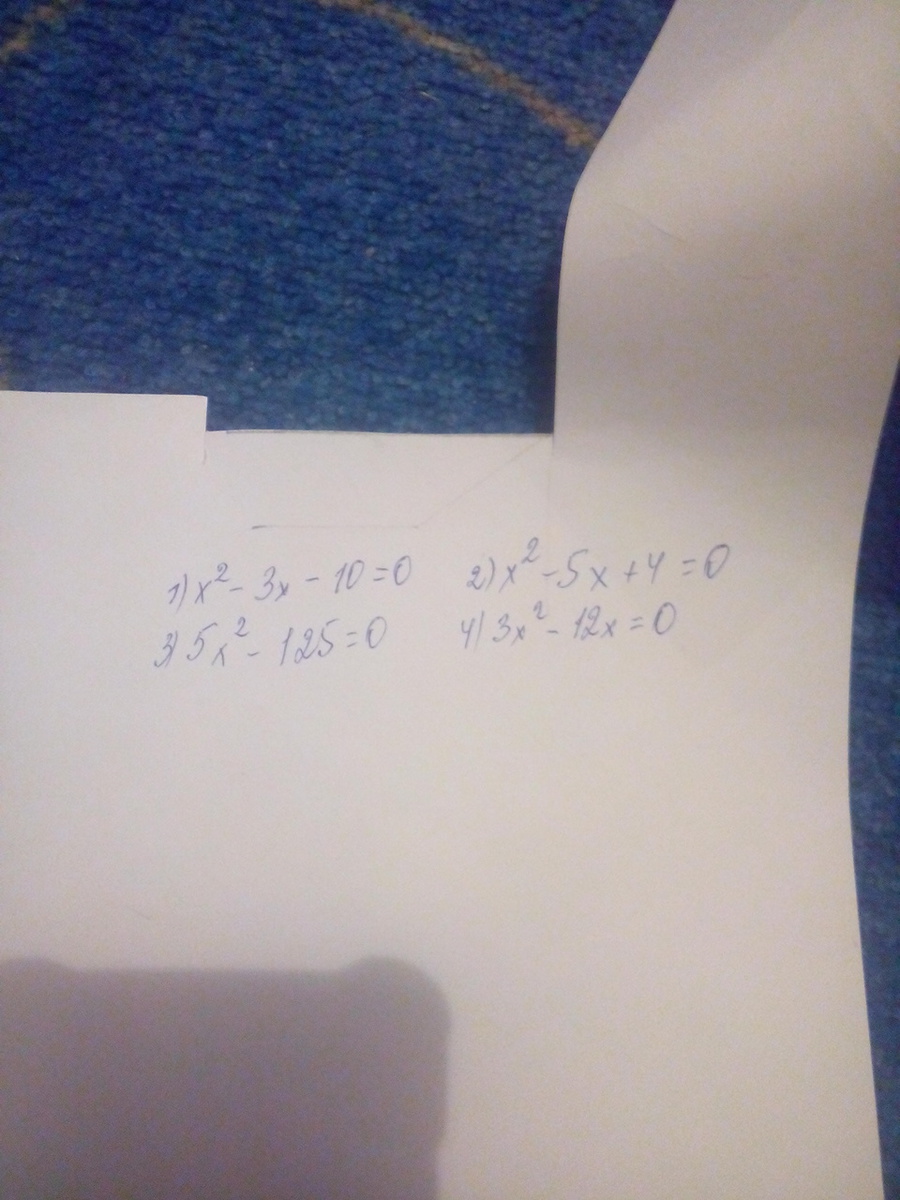 1) x² - 3x - 10 = 0 2) x² - 5x + 4 = 0
3) 5x² - 125 = 0 4) 3x² - 12x = 0